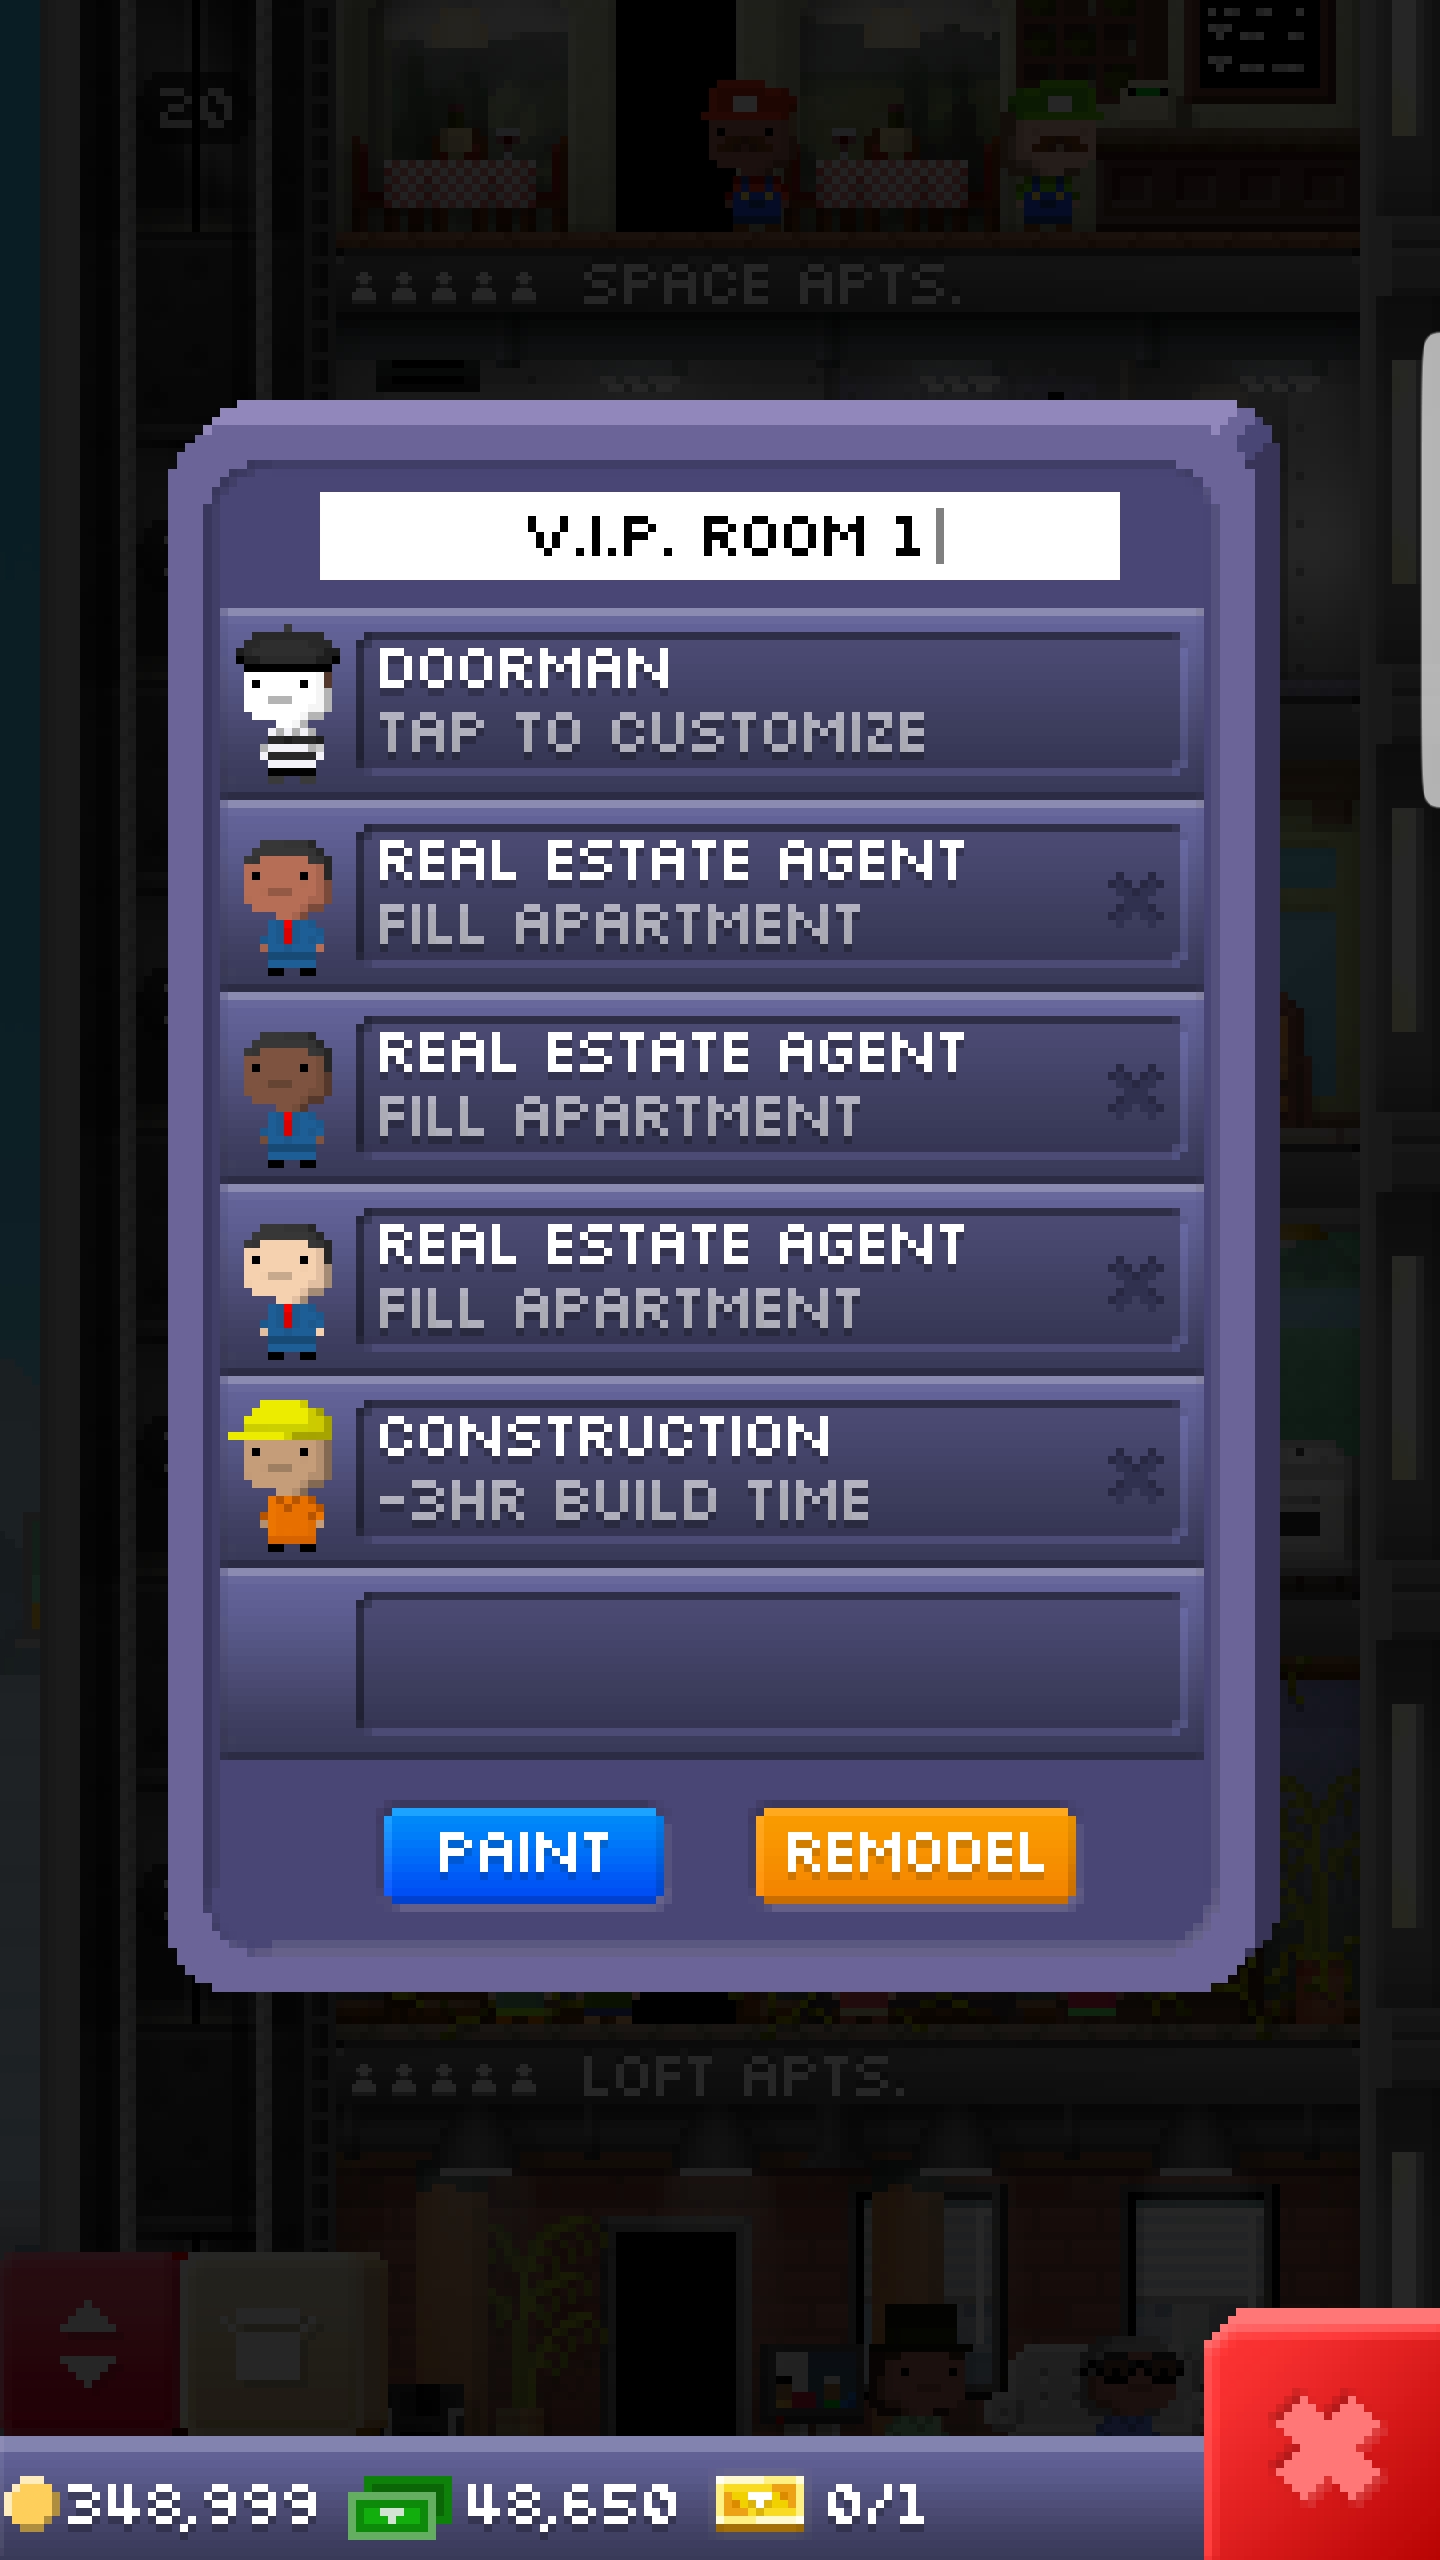 20
SPACE APTS.
V.I.P. ROOM 1
DOORMAN
TAP TO CUSTOMIZE
REAL ESTATE AGENT
FILL APARTMENT
REAL ESTATE AGENT
FILL APARTMENT
REAL ESTATE AGENT
FILL APARTMENT
CONSTRUCTION
-3HR BUILD TIME
PAINT
REMODEL
LOFT APTS.
348,999
48,650
0/1